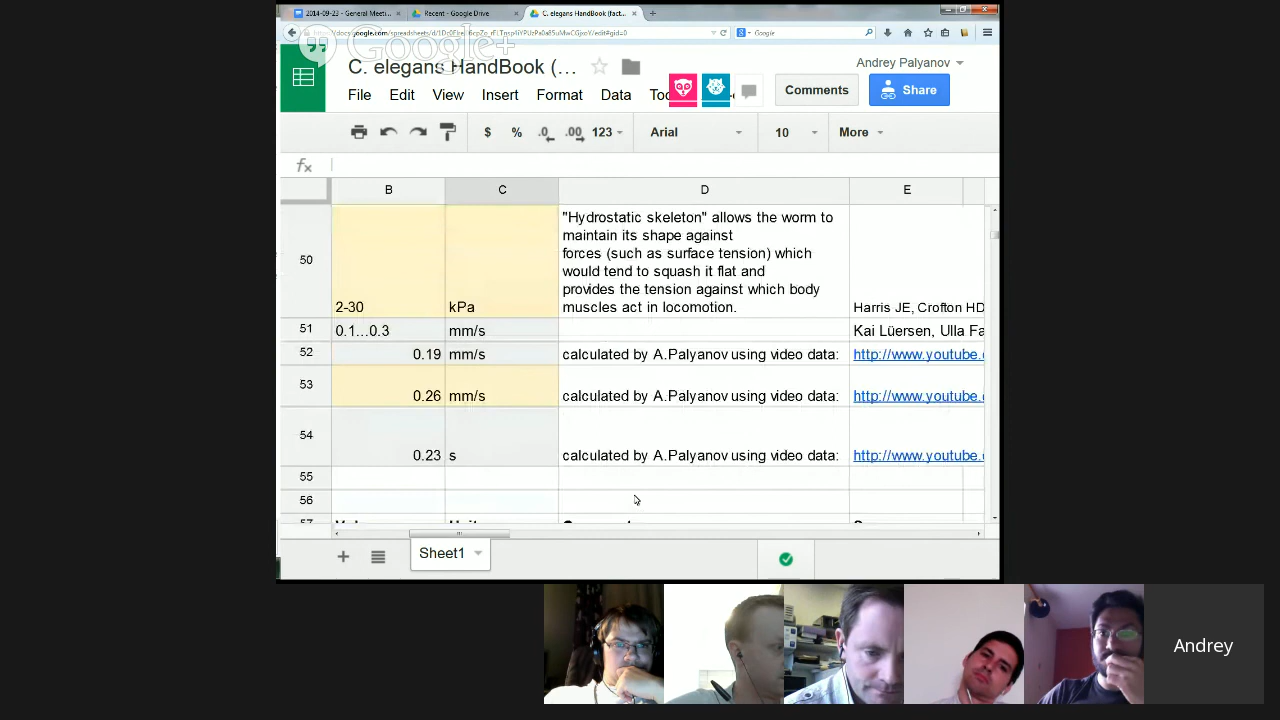 2014-09-23 - General Meeti...
Recent - Google Drive
C. elegans HandBook (fact...
Google
Google+
C. elegans HandBook (...
Andrey Palyanov
File Edit View Insert Format Data
Comments
Share
$ % .0 .00 123 Arial 10 More
fx
B C D E
50
2-30
kPa
"Hydrostatic skeleton" allows the worm to
maintain its shape against
forces (such as surface tension) which
would tend to squash it flat and
provides the tension against which body
muscles act in locomotion.
Harris JE, Crofton HD
51 0.1...0.3 mm/s Kai Lüersen, Ulla Fa
52 0.19 mm/s calculated by A.Palyanov using video data: http://www.youtube.
53 0.26 mm/s calculated by A.Palyanov using video data: http://www.youtube.
54 0.23 s calculated by A.Palyanov using video data: http://www.youtube.
55
56
57
Sheet1
Andrey